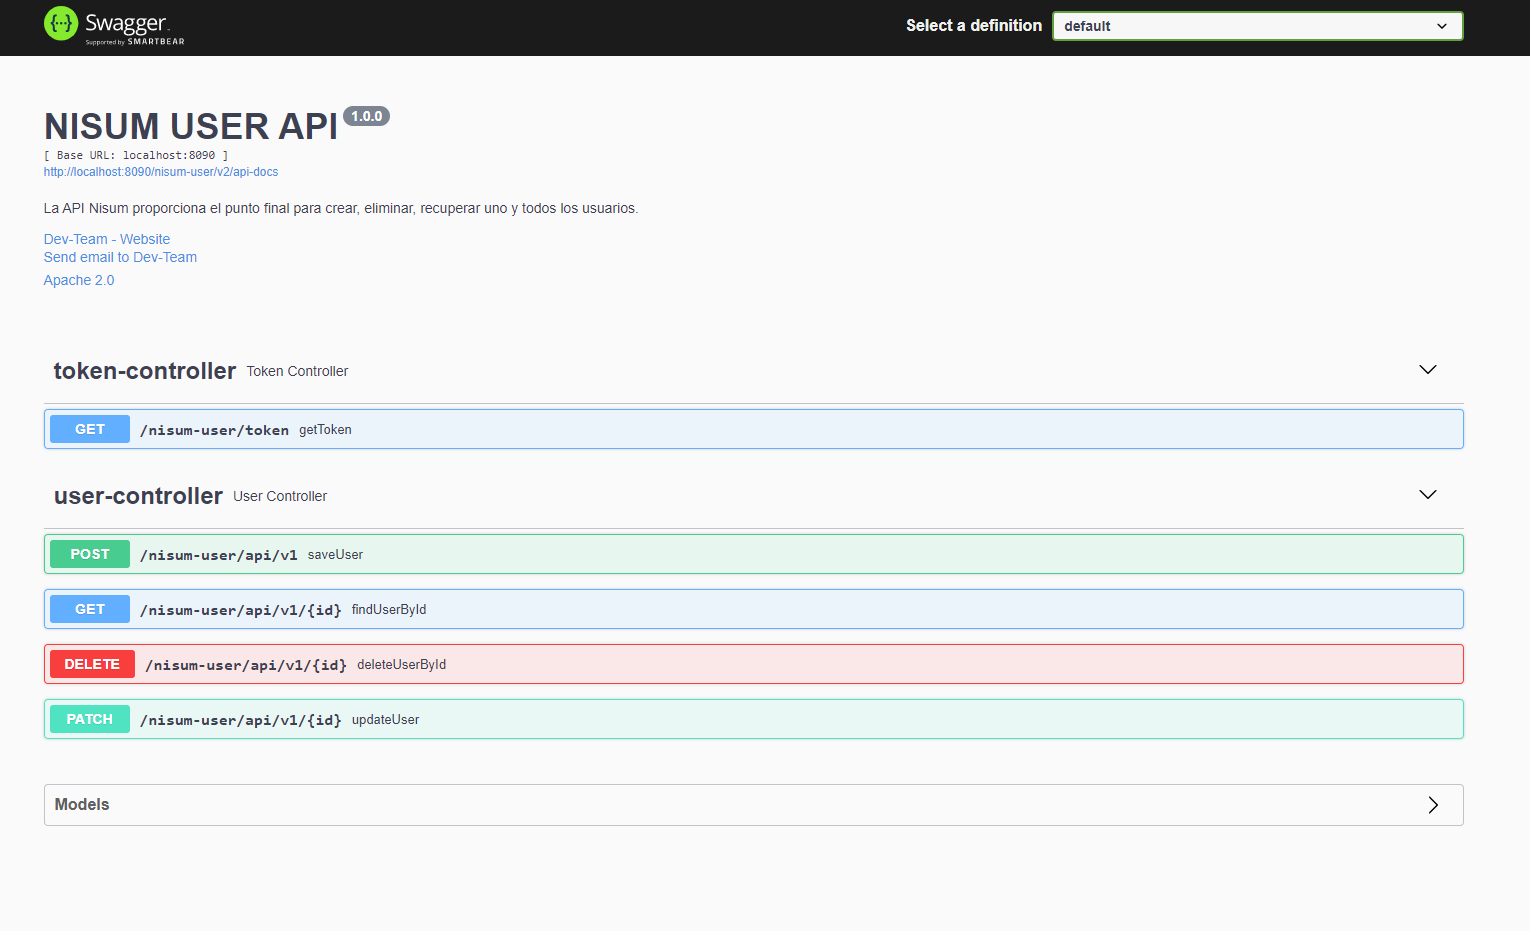 Swagger
Supported by SMARTBEAR
Select a definition
default
NISUM USER API 1.0.0
[ Base URL: localhost:8090 ]
http://localhost:8090/nisum-user/v2/api-docs
La API Nisum proporciona el punto final para crear, eliminar, recuperar uno y todos los usuarios.
Dev-Team - Website
Send email to Dev-Team
Apache 2.0
token-controller Token Controller
GET /nisum-user/token getToken
user-controller User Controller
POST /nisum-user/api/v1 saveUser
GET /nisum-user/api/v1/{id} findUserById
DELETE /nisum-user/api/v1/{id} deleteUserById
PATCH /nisum-user/api/v1/{id} updateUser
Models